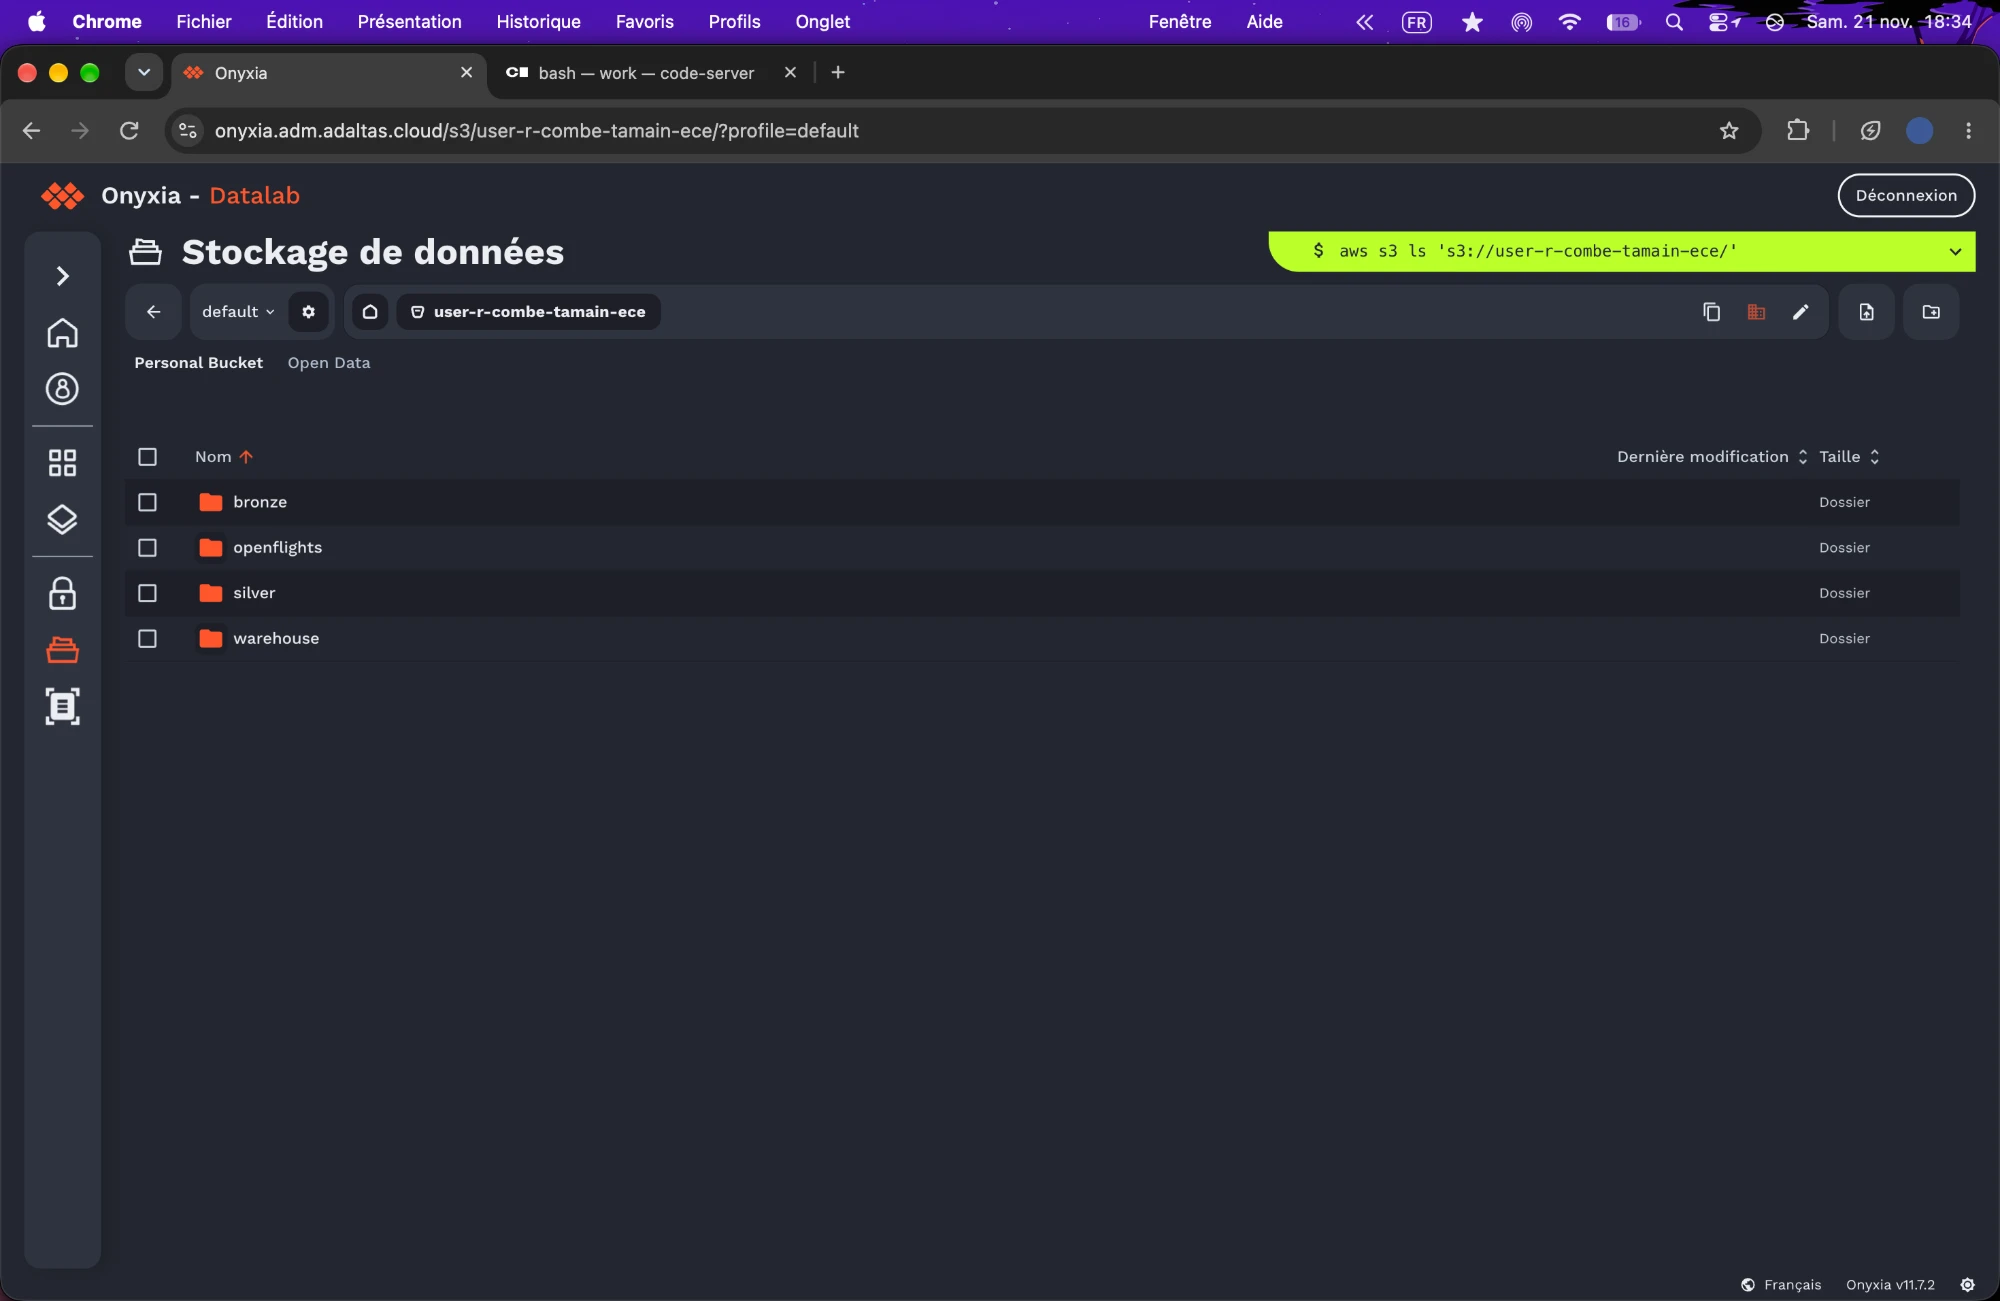 Chrome Fichier Édition Présentation Historique Favoris Profils Onglet Fenêtre Aide FR 16 Sam. 21 nov. 18:34
Onyxia bash — work — code-server
onyxia.adm.adaltas.cloud/s3/user-r-combe-tamain-ece/?profile=default
Onyxia - Datalab Déconnexion
Stockage de données $ aws s3 ls 's3://user-r-combe-tamain-ece/'
default user-r-combe-tamain-ece
Personal Bucket Open Data
Nom Dernière modification Taille
bronze Dossier
openflights Dossier
silver Dossier
warehouse Dossier
Français Onyxia v11.7.2